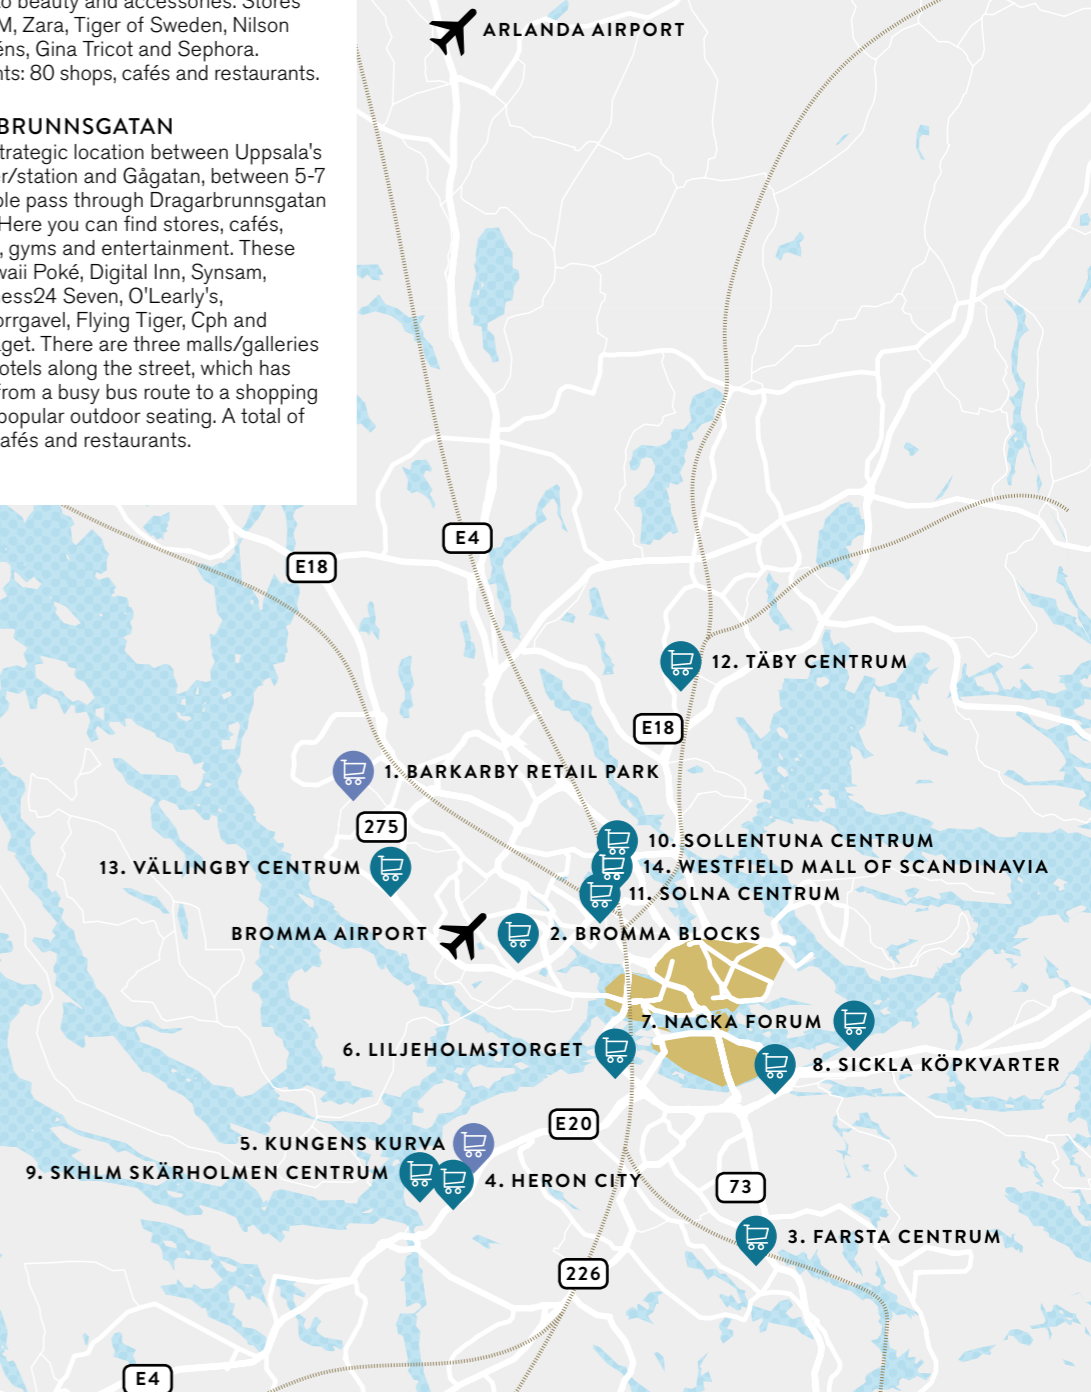 o beauty and accessories. Stores
M, Zara, Tiger of Sweden, Nilson
éns, Gina Tricot and Sephora.
nts: 80 shops, cafés and restaurants.
BRUNNSGATAN
trategic location between Uppsala's
er/station and Gågatan, between 5-7
ple pass through Dragarbrunnsgatan
Here you can find stores, cafés,
, gyms and entertainment. These
waii Poké, Digital Inn, Synsam,
ness24 Seven, O'Learly's,
orrgavel, Flying Tiger, Cph and
aget. There are three malls/galleries
otels along the street, which has
from a busy bus route to a shopping
popular outdoor seating. A total of
afés and restaurants.
ARLANDA AIRPORT
E4
E18
12. TÄBY CENTRUM
E18
1. BARKARBY RETAIL PARK
275
10. SOLLENTUNA CENTRUM
13. VÄLLINGBY CENTRUM
14. WESTFIELD MALL OF SCANDINAVIA
11. SOLNA CENTRUM
BROMMA AIRPORT
2. BROMMA BLOCKS
7. NACKA FORUM
6. LILJEHOLMSTORGET
8. SICKLA KÖPKVARTER
E20
5. KUNGENS KURVA
9. SKHLM SKÄRHOLMEN CENTRUM
4. HERON CITY
73
3. FARSTA CENTRUM
226
E4